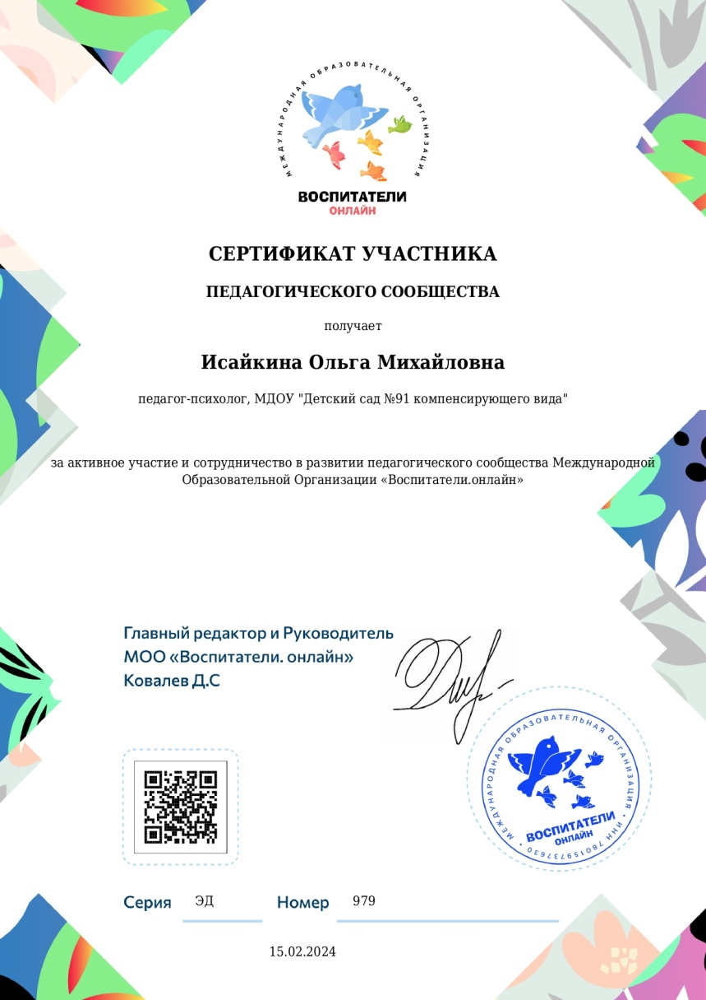 МЕЖДУНАРОДНАЯ ОБРАЗОВАТЕЛЬНАЯ ОРГАНИЗАЦИЯ
ВОСПИТАТЕЛИ
ОНЛАЙН
СЕРТИФИКАТ УЧАСТНИКА
ПЕДАГОГИЧЕСКОГО СООБЩЕСТВА
получает
Исайкина Ольга Михайловна
педагог-психолог, МДОУ "Детский сад №91 компенсирующего вида"
за активное участие и сотрудничество в развитии педагогического сообщества Международной
Образовательной Организации «Воспитатели.онлайн»
Главный редактор и Руководитель
МОО «Воспитатели. онлайн»
Ковалев Д.С
МЕЖДУНАРОДНАЯ ОБРАЗОВАТЕЛЬНАЯ ОРГАНИЗАЦИЯ • ИНН 780159737630 •
ВОСПИТАТЕЛИ
ОНЛАЙН
Серия ЭД Номер 979
15.02.2024